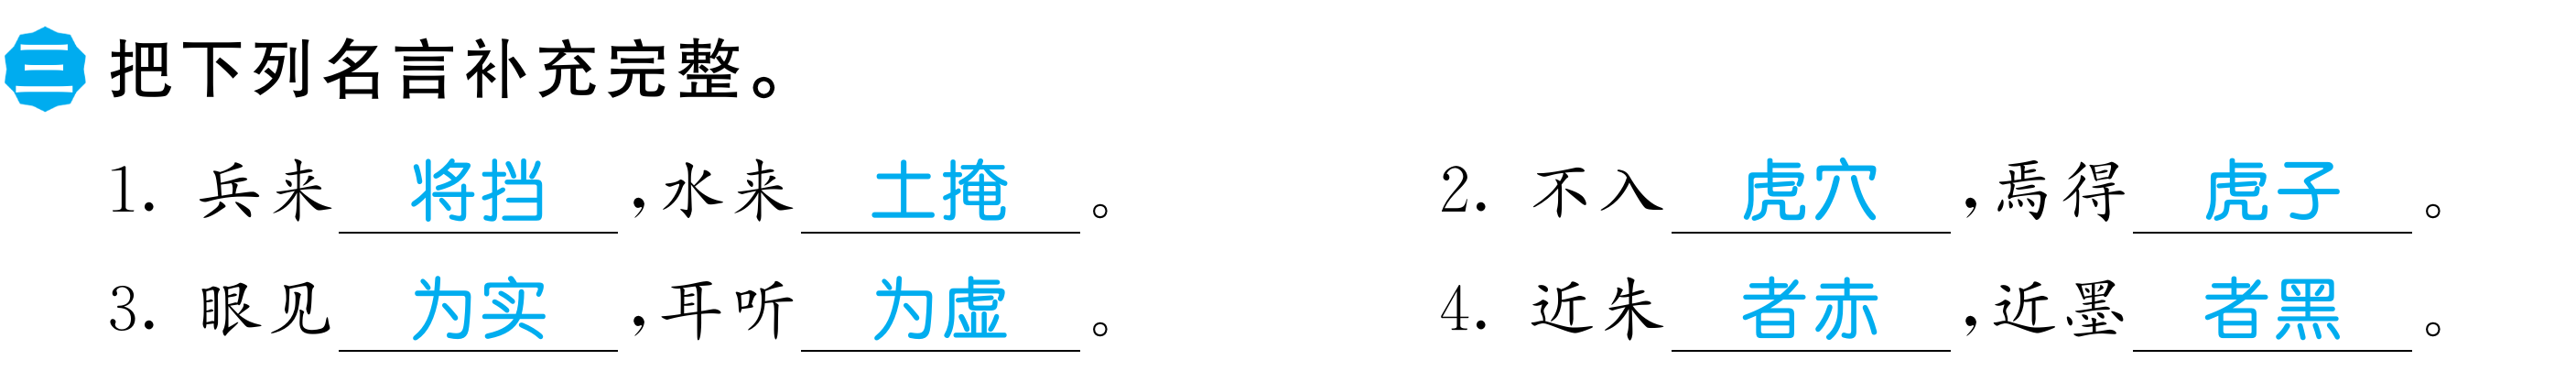 三 把下列名言补充完整。
1. 兵来 将挡 ,水来 土掩 。 2. 不入 虎穴 ,焉得 虎子 。
3. 眼见 为实 ,耳听 为虚 。 4. 近朱 者赤 ,近墨 者黑 。